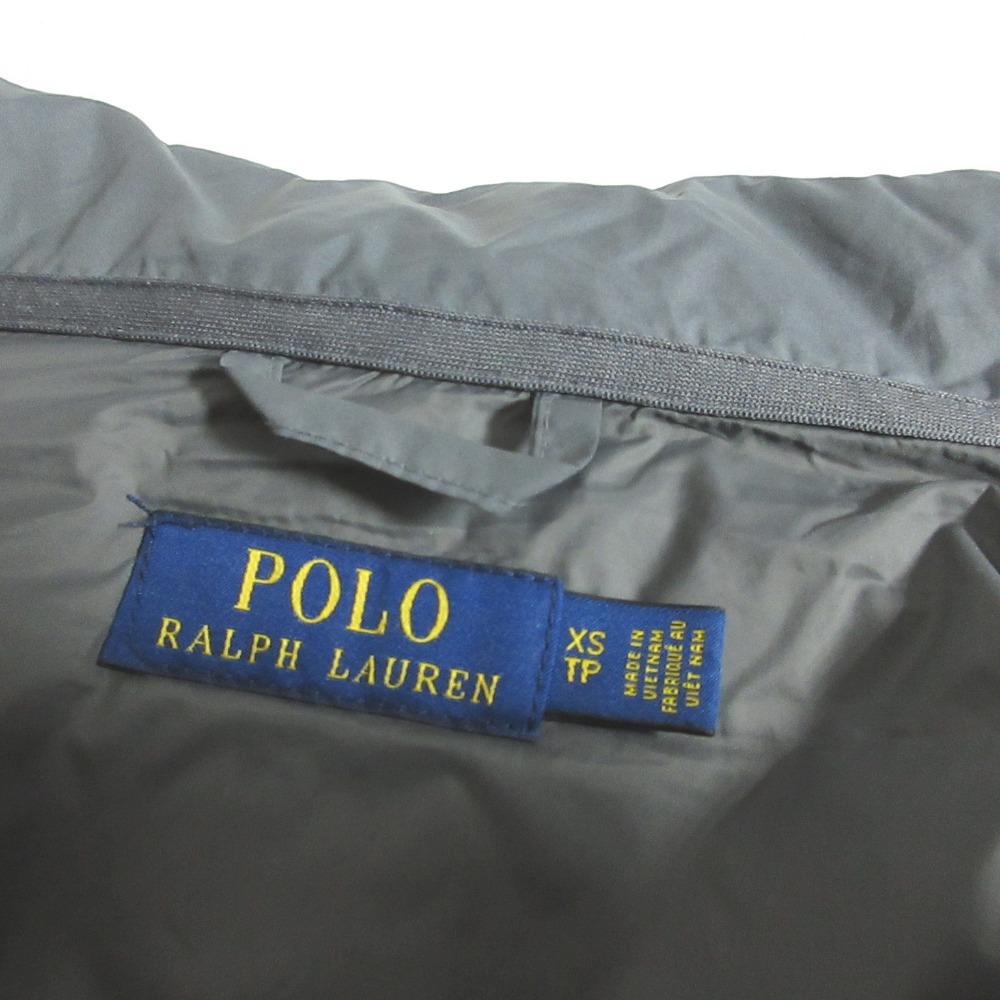 POLO
RALPH LAUREN
XS
TP
MADE IN
VIETNAM
FABRIQUÉ AU
VIÊT NAM